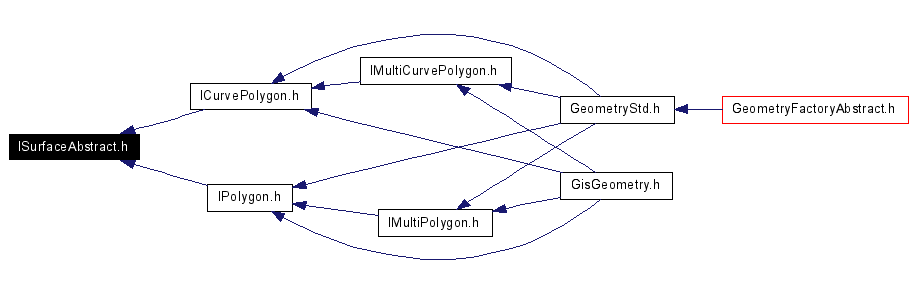 IMultiCurvePolygon.h
ICurvePolygon.h
GeometryStd.h
GeometryFactoryAbstract.h
ISurfaceAbstract.h
GisGeometry.h
IPolygon.h
IMultiPolygon.h